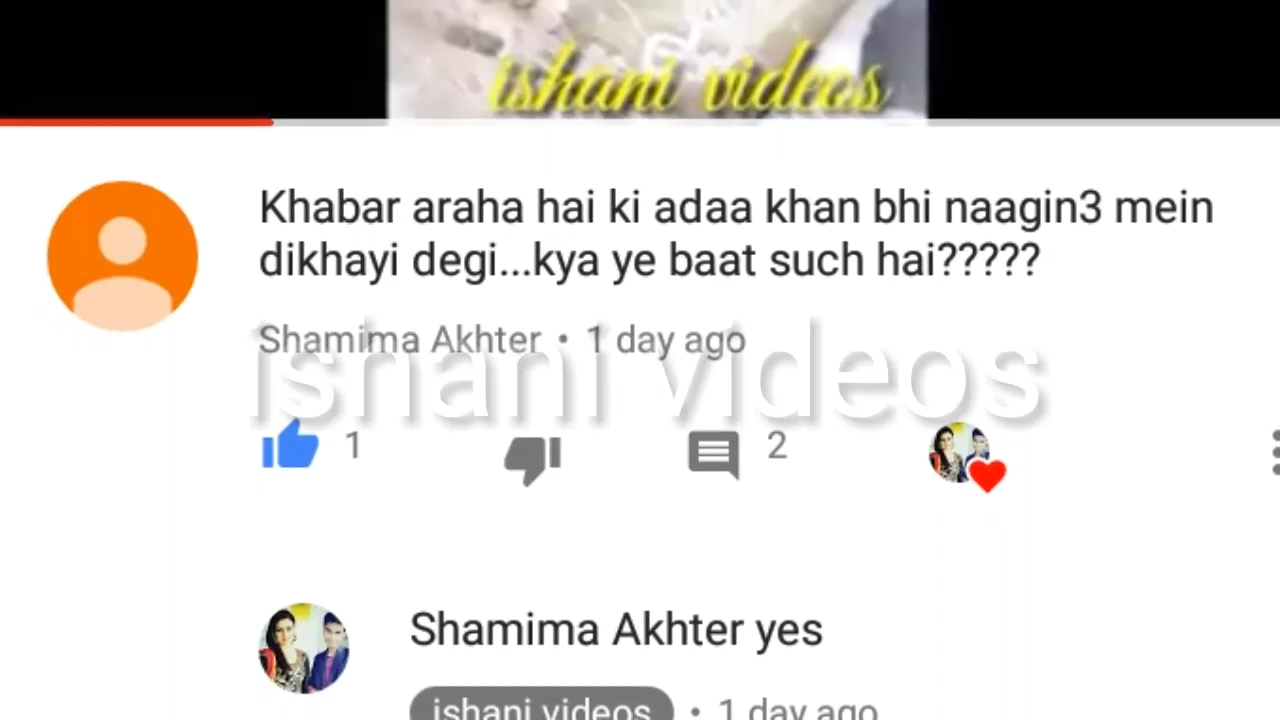 ishani videos
Khabar araha hai ki adaa khan bhi naagin3 mein
dikhayi degi...kya ye baat such hai?????
Shamima Akhter • 1 day ago
ishani videos
1
2
Shamima Akhter yes
ishani videos • 1 day ago